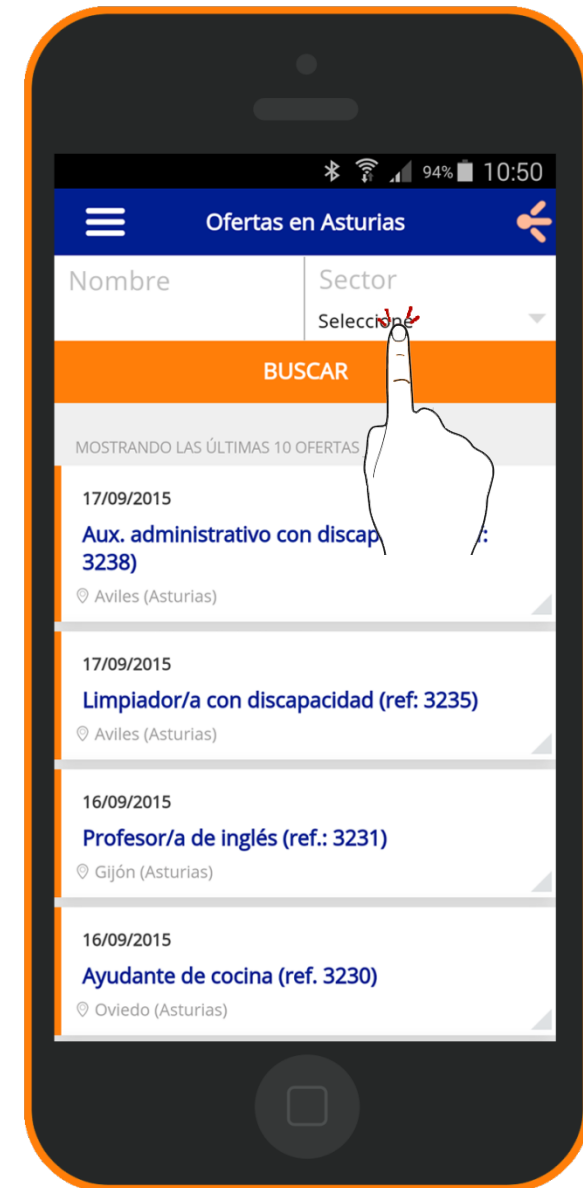 94% 10:50
Ofertas en Asturias
Nombre
Sector
Seleccione
BUSCAR
MOSTRANDO LAS ÚLTIMAS 10 OFERTAS
17/09/2015
Aux. administrativo con discap
3238)
Aviles (Asturias)
17/09/2015
Limpiador/a con discapacidad (ref: 3235)
Aviles (Asturias)
16/09/2015
Profesor/a de inglés (ref.: 3231)
Gijón (Asturias)
16/09/2015
Ayudante de cocina (ref. 3230)
Oviedo (Asturias)